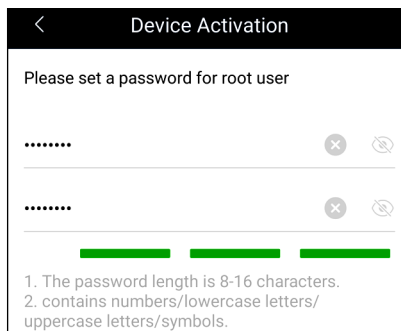 Device Activation
Please set a password for root user
••••••••
••••••••
1. The password length is 8-16 characters.
2. contains numbers/lowercase letters/
uppercase letters/symbols.